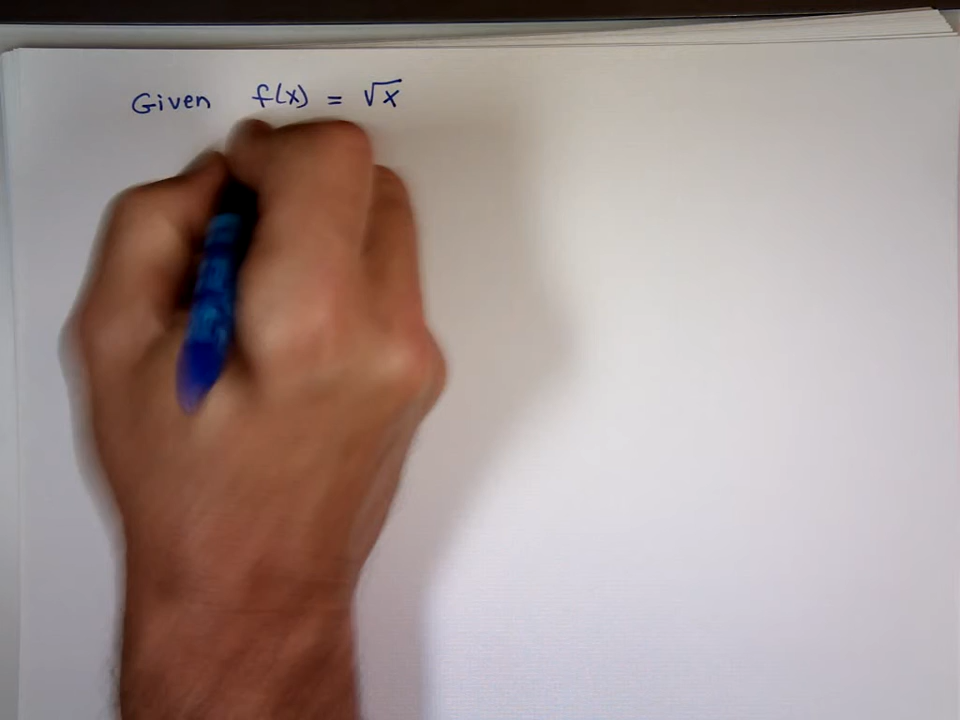 Given f(x) = √x